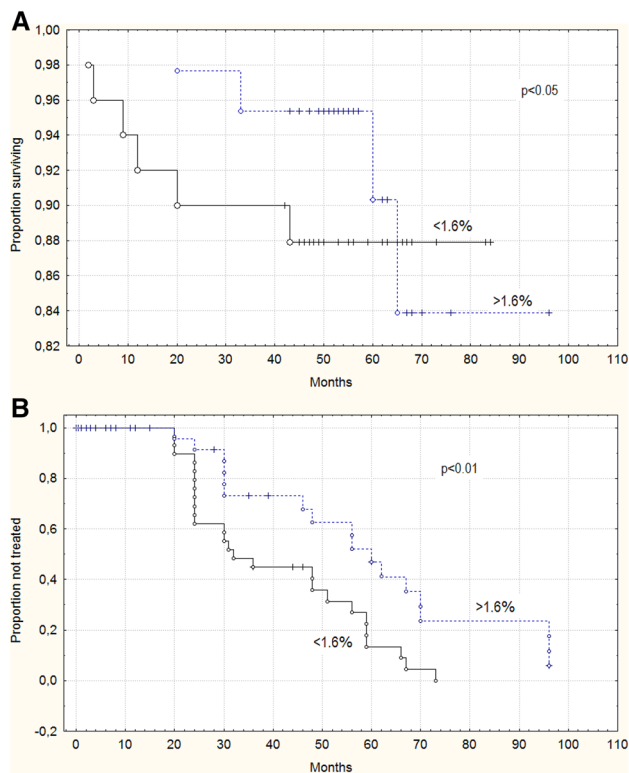 A
1,00
0,98
0,96
0,94
0,92
0,90
0,88
0,86
0,84
0,82
Proportion surviving
p<0.05
<1.6%
>1.6%
0 10 20 30 40 50 60 70 80 90 100 110
Months
B
1,0
0,8
0,6
0,4
0,2
0,0
-0,2
Proportion not treated
p<0.01
>1.6%
<1.6%
0 10 20 30 40 50 60 70 80 90 100 110
Months